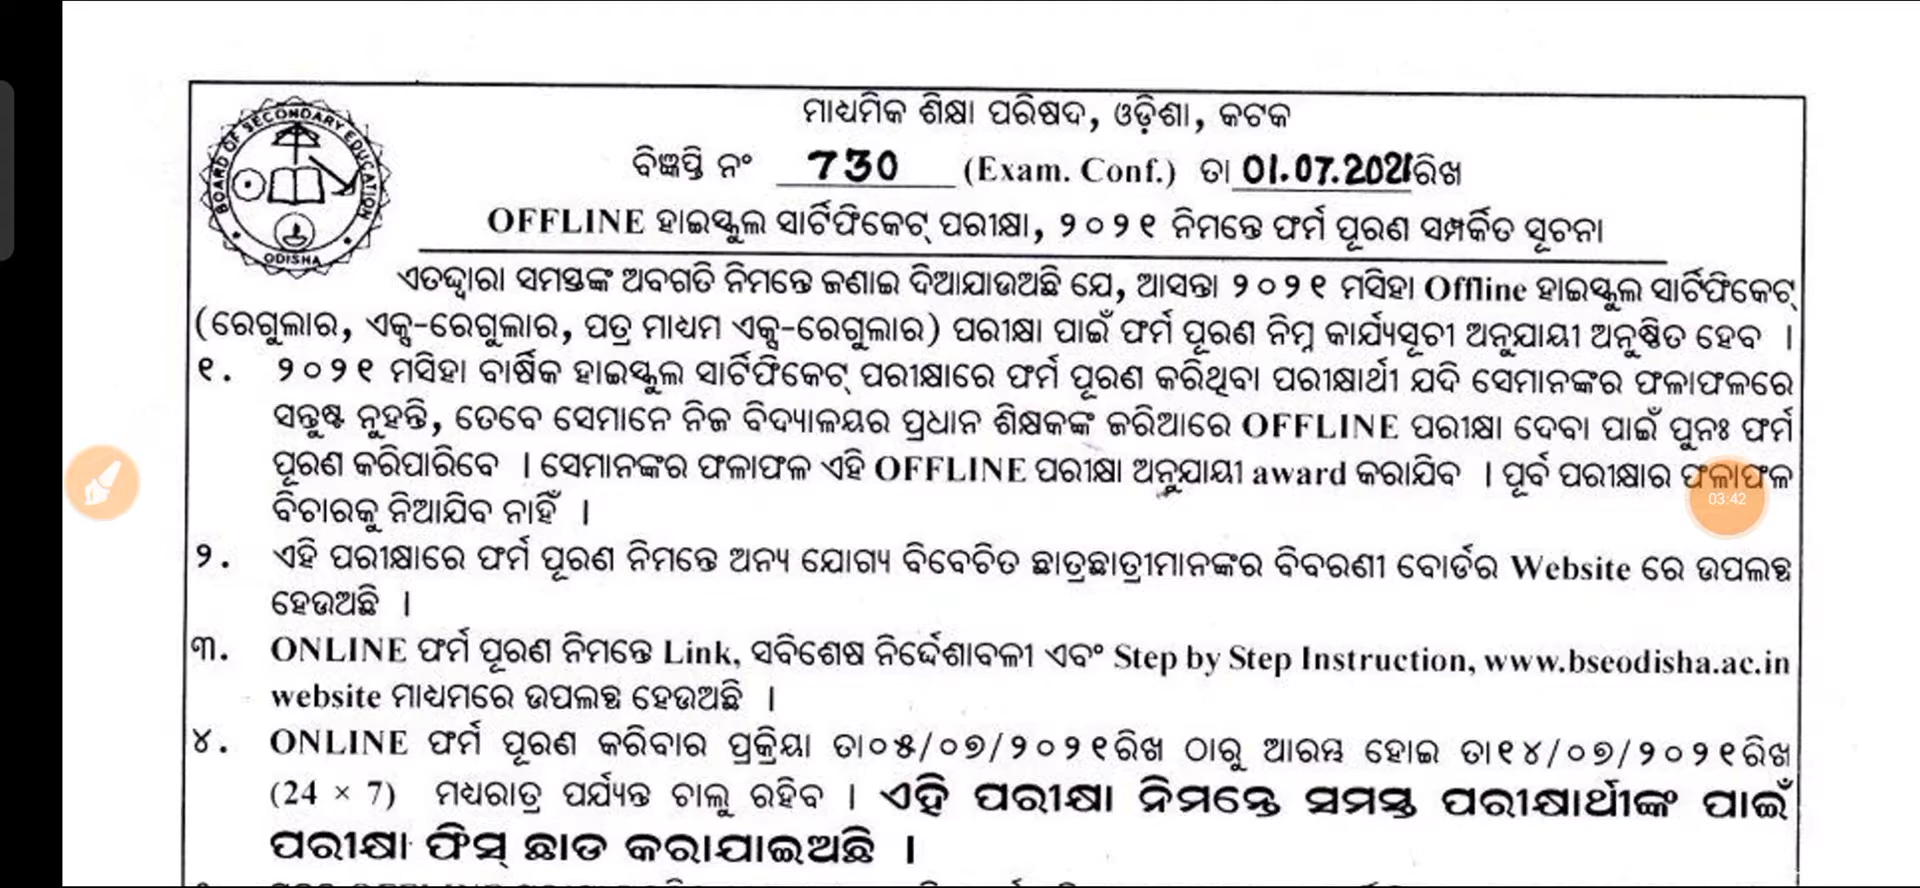 ମାଧ୍ୟମିକ ଶିକ୍ଷା ପରିଷଦ, ଓଡ଼ିଶା, କଟକ
ବିଜ୍ଞପ୍ତି ନଂ 730 (Exam. Conf.) ତା 01.07.2021ରିଖ
OFFLINE ହାଇସ୍କୁଲ ସାର୍ଟିଫିକେଟ୍ ପରୀକ୍ଷା, ୨୦୨୧ ନିମନ୍ତେ ଫର୍ମ ପୂରଣ ସମ୍ପର୍କିତ ସୂଚନା
BOARD OF SECONDARY EDUCATION
ODISHA
ଏତଦ୍ଦ୍ୱାରା ସମସ୍ତଙ୍କ ଅବଗତି ନିମନ୍ତେ ଜଣାଇ ଦିଆଯାଉଅଛି ଯେ, ଆସନ୍ତା ୨୦୨୧ ମସିହା Offline ହାଇସ୍କୁଲ ସାର୍ଟିଫିକେଟ୍
(ରେଗୁଲାର, ଏକ୍ସ-ରେଗୁଲାର, ପତ୍ର ମାଧ୍ୟମ ଏକ୍ସ-ରେଗୁଲାର) ପରୀକ୍ଷା ପାଇଁ ଫର୍ମ ପୂରଣ ନିମ୍ନ କାର୍ଯ୍ୟସୂଚୀ ଅନୁଯାୟୀ ଅନୁଷ୍ଠିତ ହେବ ।
୧. ୨୦୨୧ ମସିହା ବାର୍ଷିକ ହାଇସ୍କୁଲ ସାର୍ଟିଫିକେଟ୍ ପରୀକ୍ଷାରେ ଫର୍ମ ପୂରଣ କରିଥିବା ପରୀକ୍ଷାର୍ଥୀ ଯଦି ସେମାନଙ୍କର ଫଳାଫଳରେ
ସନ୍ତୁଷ୍ଟ ନୁହନ୍ତି, ତେବେ ସେମାନେ ନିଜ ବିଦ୍ୟାଳୟର ପ୍ରଧାନ ଶିକ୍ଷକଙ୍କ ଜରିଆରେ OFFLINE ପରୀକ୍ଷା ଦେବା ପାଇଁ ପୁନଃ ଫର୍ମ
ପୂରଣ କରିପାରିବେ । ସେମାନଙ୍କର ଫଳାଫଳ ଏହି OFFLINE ପରୀକ୍ଷା ଅନୁଯାୟୀ award କରାଯିବ । ପୂର୍ବ ପରୀକ୍ଷାର ଫଳାଫଳ
03:42
ବିଚାରକୁ ନିଆଯିବ ନାହିଁ ।
୨. ଏହି ପରୀକ୍ଷାରେ ଫର୍ମ ପୂରଣ ନିମନ୍ତେ ଅନ୍ୟ ଯୋଗ୍ୟ ବିବେଚିତ ଛାତ୍ରଛାତ୍ରୀମାନଙ୍କର ବିବରଣୀ ବୋର୍ଡର Website ରେ ଉପଲବ୍ଧ
ହେଉଅଛି ।
୩. ONLINE ଫର୍ମ ପୂରଣ ନିମନ୍ତେ Link, ସବିଶେଷ ନିର୍ଦ୍ଦେଶାବଳୀ ଏବଂ Step by Step Instruction, www.bseodisha.ac.in
website ମାଧ୍ୟମରେ ଉପଲବ୍ଧ ହେଉଅଛି ।
୪. ONLINE ଫର୍ମ ପୂରଣ କରିବାର ପ୍ରକ୍ରିୟା ତା୦୫/୦୭/୨୦୨୧ରିଖ ଠାରୁ ଆରମ୍ଭ ହୋଇ ତା୧୪/୦୭/୨୦୨୧ରିଖ
(24 × 7) ମଧ୍ୟରାତ୍ର ପର୍ଯ୍ୟନ୍ତ ଚାଲୁ ରହିବ । ଏହି ପରୀକ୍ଷା ନିମନ୍ତେ ସମସ୍ତ ପରୀକ୍ଷାର୍ଥୀଙ୍କ ପାଇଁ
ପରୀକ୍ଷା ଫିସ୍ ଛାଡ କରାଯାଇଅଛି ।